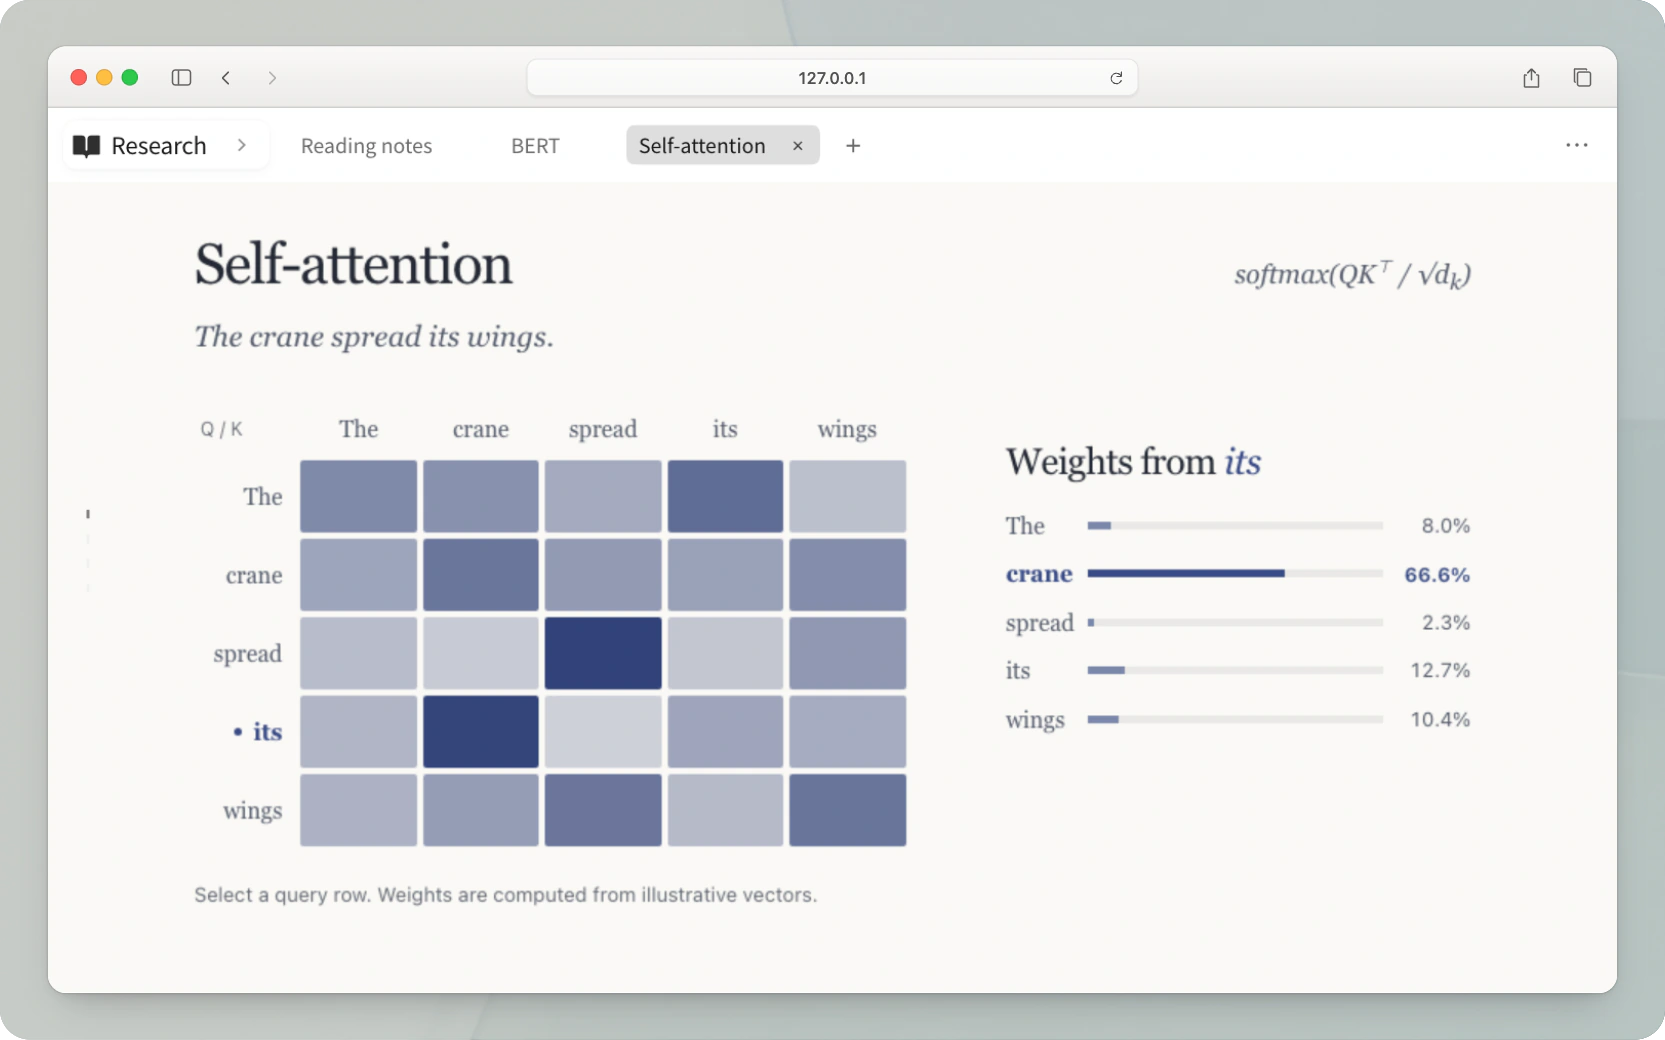 127.0.0.1
Research
Reading notes
BERT
Self-attention
Self-attention
softmax(QK⊤ / √dk)
The crane spread its wings.
Q / K The crane spread its wings
The
crane
spread
• its
wings
Select a query row. Weights are computed from illustrative vectors.
Weights from its
The 8.0%
crane 66.6%
spread 2.3%
its 12.7%
wings 10.4%